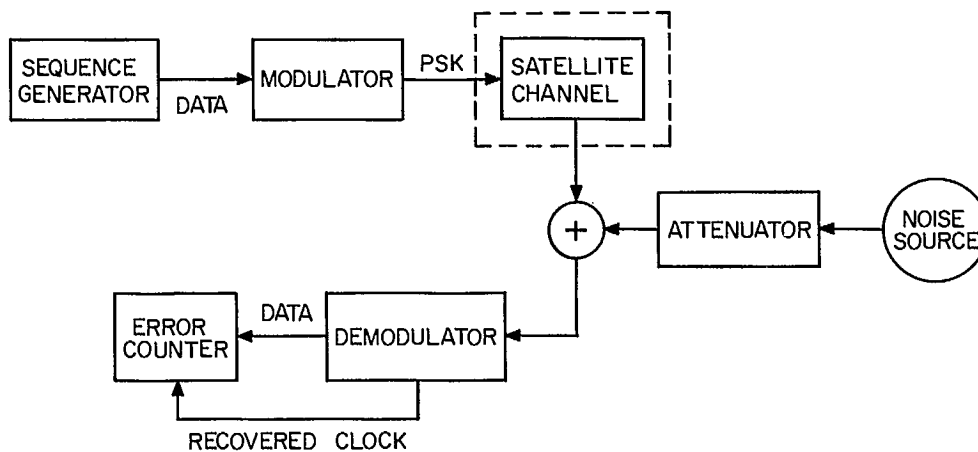 SEQUENCE
GENERATOR
DATA
MODULATOR
PSK
SATELLITE
CHANNEL
+
ATTENUATOR
NOISE
SOURCE
DEMODULATOR
DATA
ERROR
COUNTER
RECOVERED CLOCK